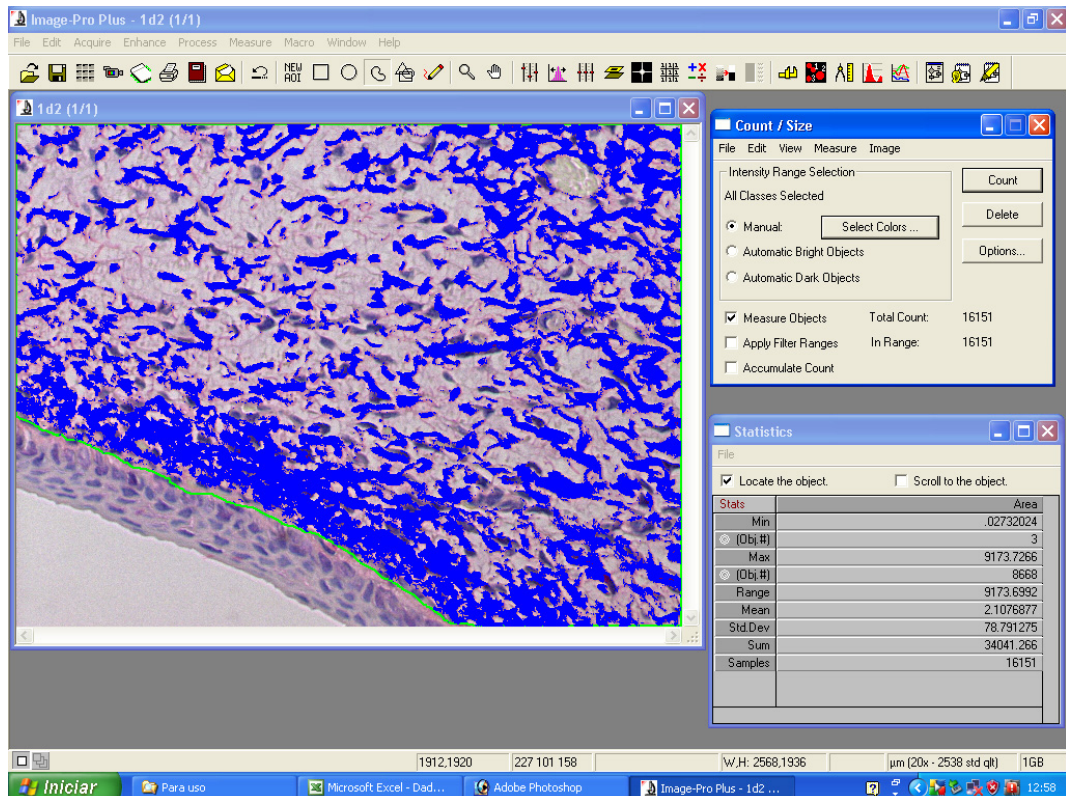 Image-Pro Plus - 1d2 (1/1)
File Edit Acquire Enhance Process Measure Macro Window Help
NEW AOI
1d2 (1/1)
Count / Size
File Edit View Measure Image
Intensity Range Selection
All Classes Selected
Manual: Select Colors ...
Automatic Bright Objects
Automatic Dark Objects
Count
Delete
Options...
Measure Objects Total Count: 16151
Apply Filter Ranges In Range: 16151
Accumulate Count
Statistics
File
Locate the object. Scroll to the object.
Stats Area
Min .02732024
(Obj.#) 3
Max 9173.7266
(Obj.#) 8668
Range 9173.6992
Mean 2.1076877
Std.Dev 78.791275
Sum 34041.266
Samples 16151
1912,1920 227 101 158 W,H: 2568,1936 µm (20x - 2538 std qlt) 1GB
Iniciar Para uso Microsoft Excel - Dad... Adobe Photoshop Image-Pro Plus - 1d2 ... 12:58